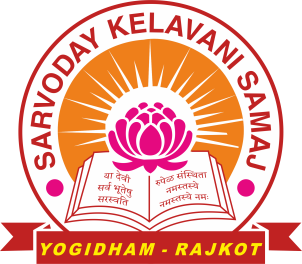 SARVODAY KELAVANI SAMAJ
या देवी
सर्व भूतेषु
सरस्वति
रुपेळ संस्थिता
नमस्तस्ये
नमस्तस्ये नमः
YOGIDHAM - RAJKOT